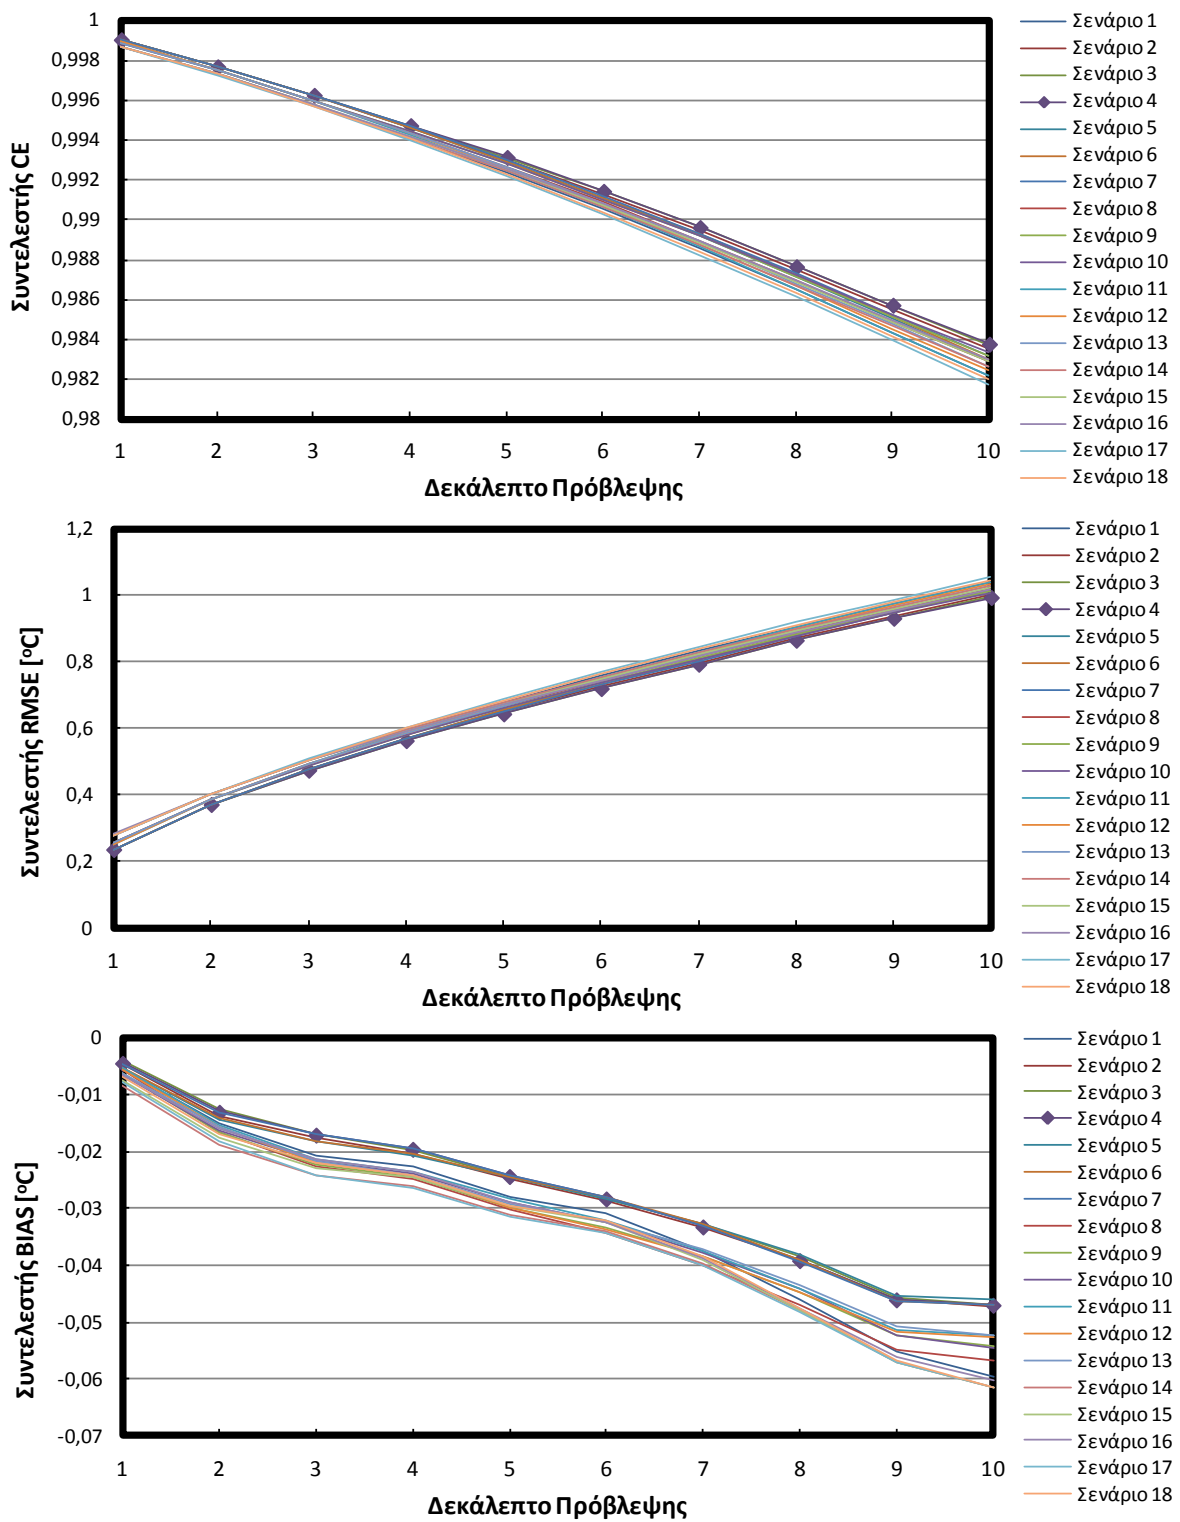 1
0,998
0,996
0,994
0,992
0,99
0,988
0,986
0,984
0,982
0,98
Συντελεστής CE
1 2 3 4 5 6 7 8 9 10
Δεκάλεπτο Πρόβλεψης
Σενάριο 1
Σενάριο 2
Σενάριο 3
Σενάριο 4
Σενάριο 5
Σενάριο 6
Σενάριο 7
Σενάριο 8
Σενάριο 9
Σενάριο 10
Σενάριο 11
Σενάριο 12
Σενάριο 13
Σενάριο 14
Σενάριο 15
Σενάριο 16
Σενάριο 17
Σενάριο 18
1,2
1
0,8
0,6
0,4
0,2
0
Συντελεστής RMSE [ºC]
1 2 3 4 5 6 7 8 9 10
Δεκάλεπτο Πρόβλεψης
Σενάριο 1
Σενάριο 2
Σενάριο 3
Σενάριο 4
Σενάριο 5
Σενάριο 6
Σενάριο 7
Σενάριο 8
Σενάριο 9
Σενάριο 10
Σενάριο 11
Σενάριο 12
Σενάριο 13
Σενάριο 14
Σενάριο 15
Σενάριο 16
Σενάριο 17
Σενάριο 18
0
-0,01
-0,02
-0,03
-0,04
-0,05
-0,06
-0,07
Συντελεστής BIAS [ºC]
1 2 3 4 5 6 7 8 9 10
Δεκάλεπτο Πρόβλεψης
Σενάριο 1
Σενάριο 2
Σενάριο 3
Σενάριο 4
Σενάριο 5
Σενάριο 6
Σενάριο 7
Σενάριο 8
Σενάριο 9
Σενάριο 10
Σενάριο 11
Σενάριο 12
Σενάριο 13
Σενάριο 14
Σενάριο 15
Σενάριο 16
Σενάριο 17
Σενάριο 18